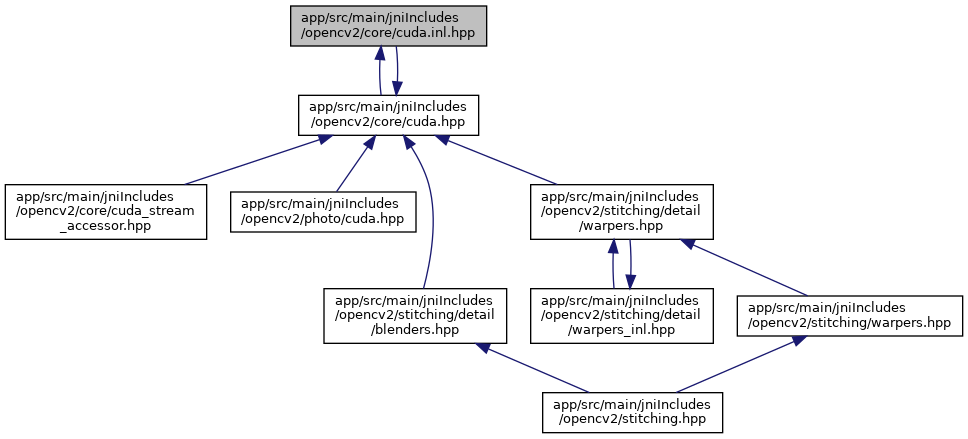 app/src/main/jniIncludes
/opencv2/core/cuda.inl.hpp
app/src/main/jniIncludes
/opencv2/core/cuda.hpp
app/src/main/jniIncludes
/opencv2/core/cuda_stream
_accessor.hpp
app/src/main/jniIncludes
/opencv2/photo/cuda.hpp
app/src/main/jniIncludes
/opencv2/stitching/detail
/warpers.hpp
app/src/main/jniIncludes
/opencv2/stitching/detail
/blenders.hpp
app/src/main/jniIncludes
/opencv2/stitching/detail
/warpers_inl.hpp
app/src/main/jniIncludes
/opencv2/stitching/warpers.hpp
app/src/main/jniIncludes
/opencv2/stitching.hpp